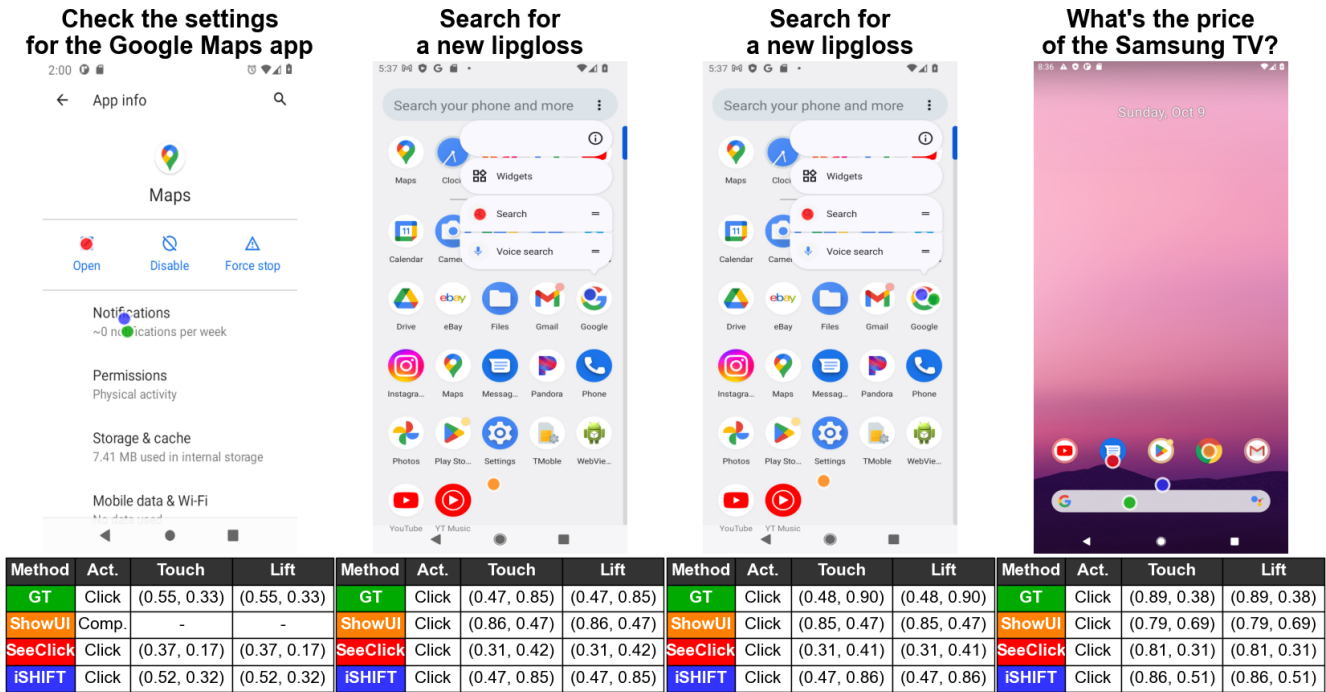 Check the settings
for the Google Maps app
2:00
App info
Maps
Open Disable Force stop
Notifications
~0 notifications per week
Permissions
Physical activity
Storage & cache
7.41 MB used in internal storage
Mobile data & Wi-Fi
No data used
Search for
a new lipgloss
5:37
Search your phone and more
Widgets
Maps Cloc
Search
Calendar Came
Voice search
Drive eBay Files Gmail Google
Instagra... Maps Messag... Pandora Phone
Photos Play Sto... Settings TMoble WebVie...
YouTube YT Music
Search for
a new lipgloss
5:37
Search your phone and more
Widgets
Maps Cloc
Search
Calendar Came
Voice search
Drive eBay Files Gmail Google
Instagra... Maps Messag... Pandora Phone
Photos Play Sto... Settings TMoble WebVie...
YouTube YT Music
What's the price
of the Samsung TV?
8:36
Sunday, Oct 9
Method Act. Touch Lift
GT Click (0.55, 0.33) (0.55, 0.33)
ShowUI Comp. - -
SeeClick Click (0.37, 0.17) (0.37, 0.17)
iSHIFT Click (0.52, 0.32) (0.52, 0.32)
Method Act. Touch Lift
GT Click (0.47, 0.85) (0.47, 0.85)
ShowUI Click (0.86, 0.47) (0.86, 0.47)
SeeClick Click (0.31, 0.42) (0.31, 0.42)
iSHIFT Click (0.47, 0.85) (0.47, 0.85)
Method Act. Touch Lift
GT Click (0.48, 0.90) (0.48, 0.90)
ShowUI Click (0.85, 0.47) (0.85, 0.47)
SeeClick Click (0.31, 0.41) (0.31, 0.41)
iSHIFT Click (0.47, 0.86) (0.47, 0.86)
Method Act. Touch Lift
GT Click (0.89, 0.38) (0.89, 0.38)
ShowUI Click (0.79, 0.69) (0.79, 0.69)
SeeClick Click (0.81, 0.31) (0.81, 0.31)
iSHIFT Click (0.86, 0.51) (0.86, 0.51)